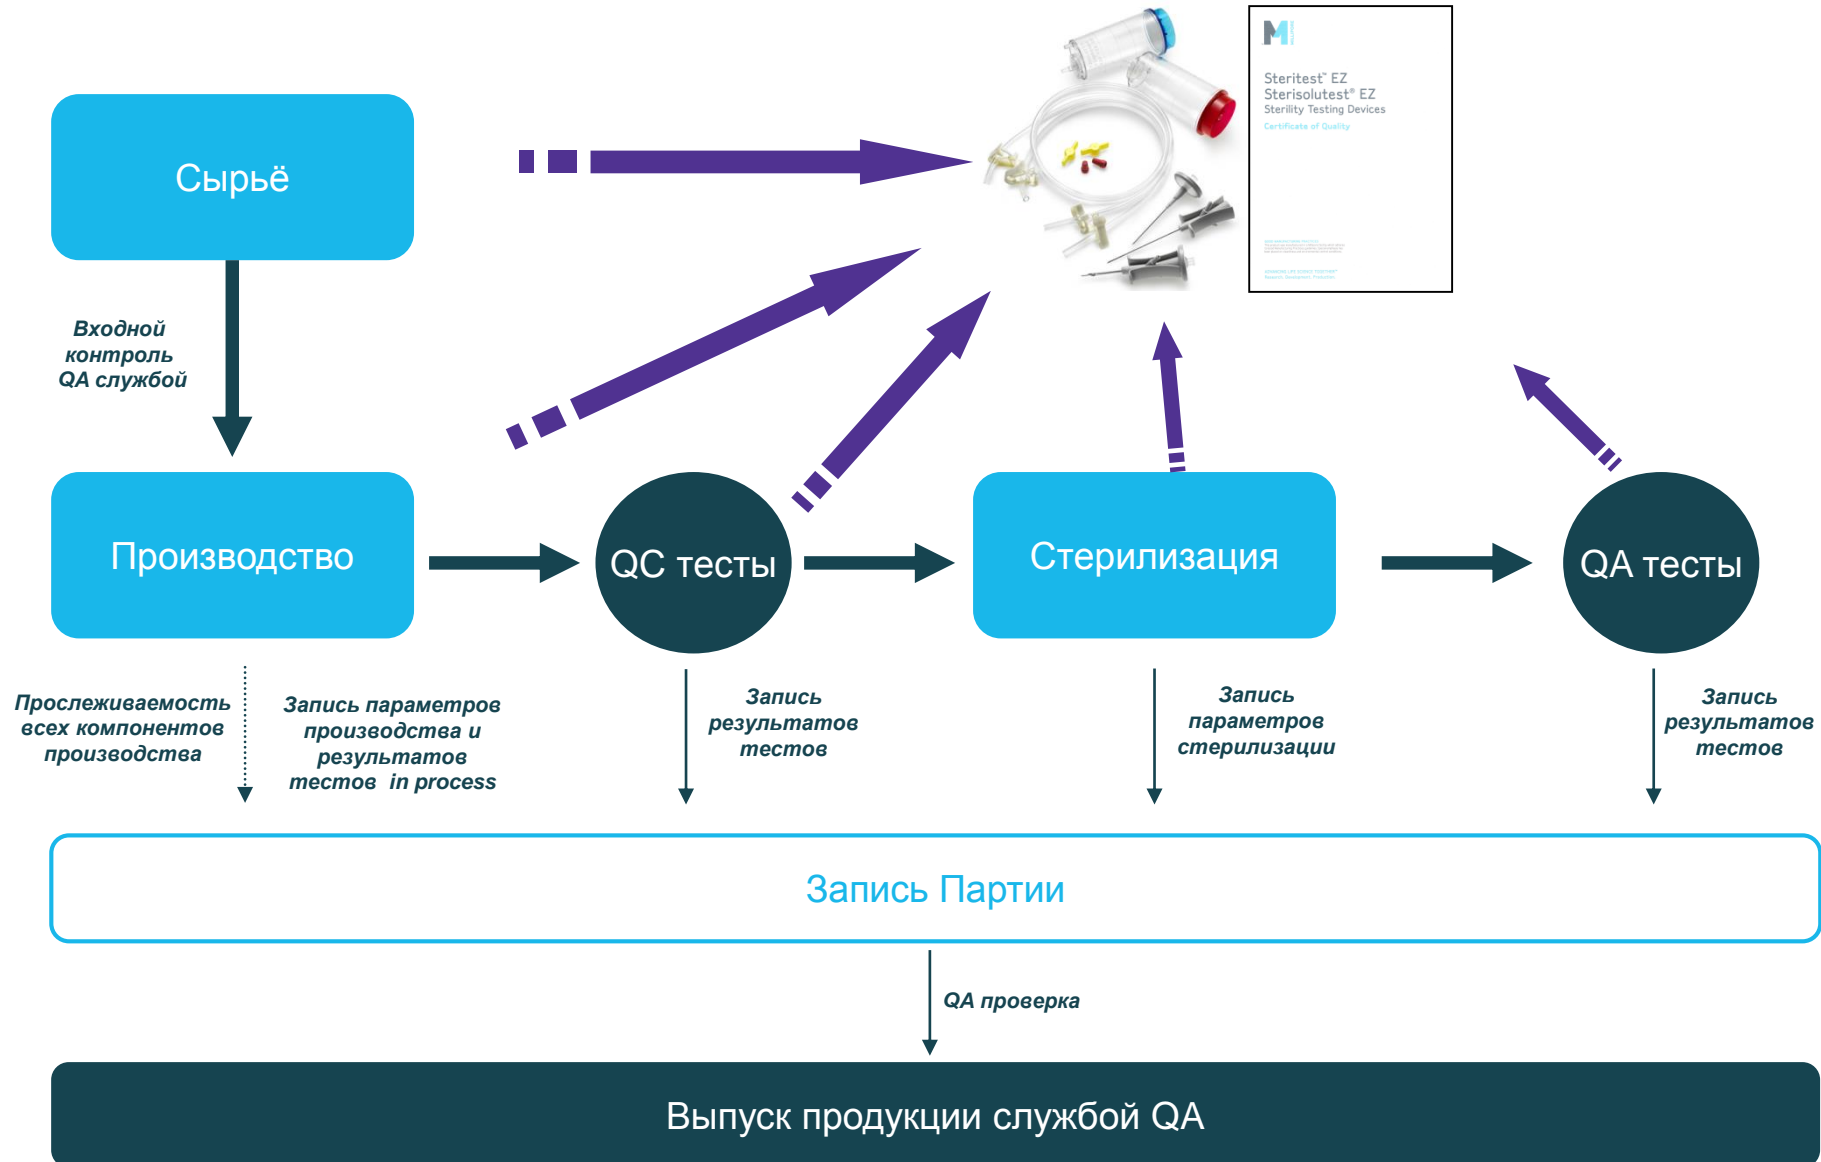 Steritest™ EZ
Sterisolutest® EZ
Sterility Testing Devices
Certificate of Quality
Сырьё
Входной
контроль
QA службой
Производство
QC тесты
Стерилизация
QA тесты
Прослеживаемость
всех компонентов
производства
Запись параметров
производства и
результатов
тестов in process
Запись
результатов
тестов
Запись
параметров
стерилизации
Запись
результатов
тестов
Запись Партии
QA проверка
Выпуск продукции службой QA